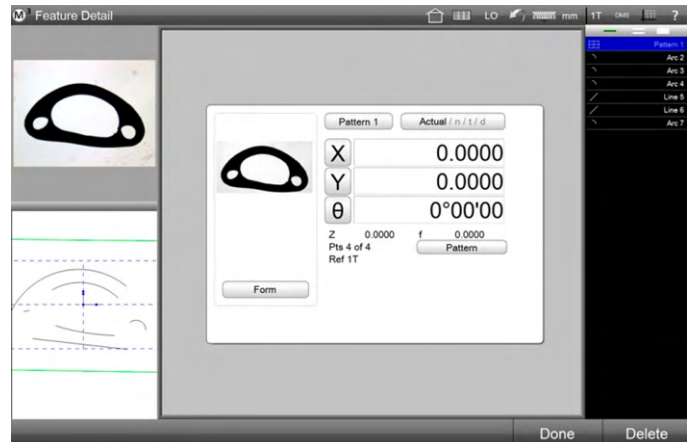 M3 Feature Detail LO mm 1T DMS ?
Pattern 1
Arc 2
Arc 3
Arc 4
Line 5
Line 6
Arc 7
Pattern 1 Actual / n / t / d
X 0.0000
Y 0.0000
θ 0°00'00
Z 0.0000 f 0.0000
Pts 4 of 4 Pattern
Ref 1T
Form
Done Delete